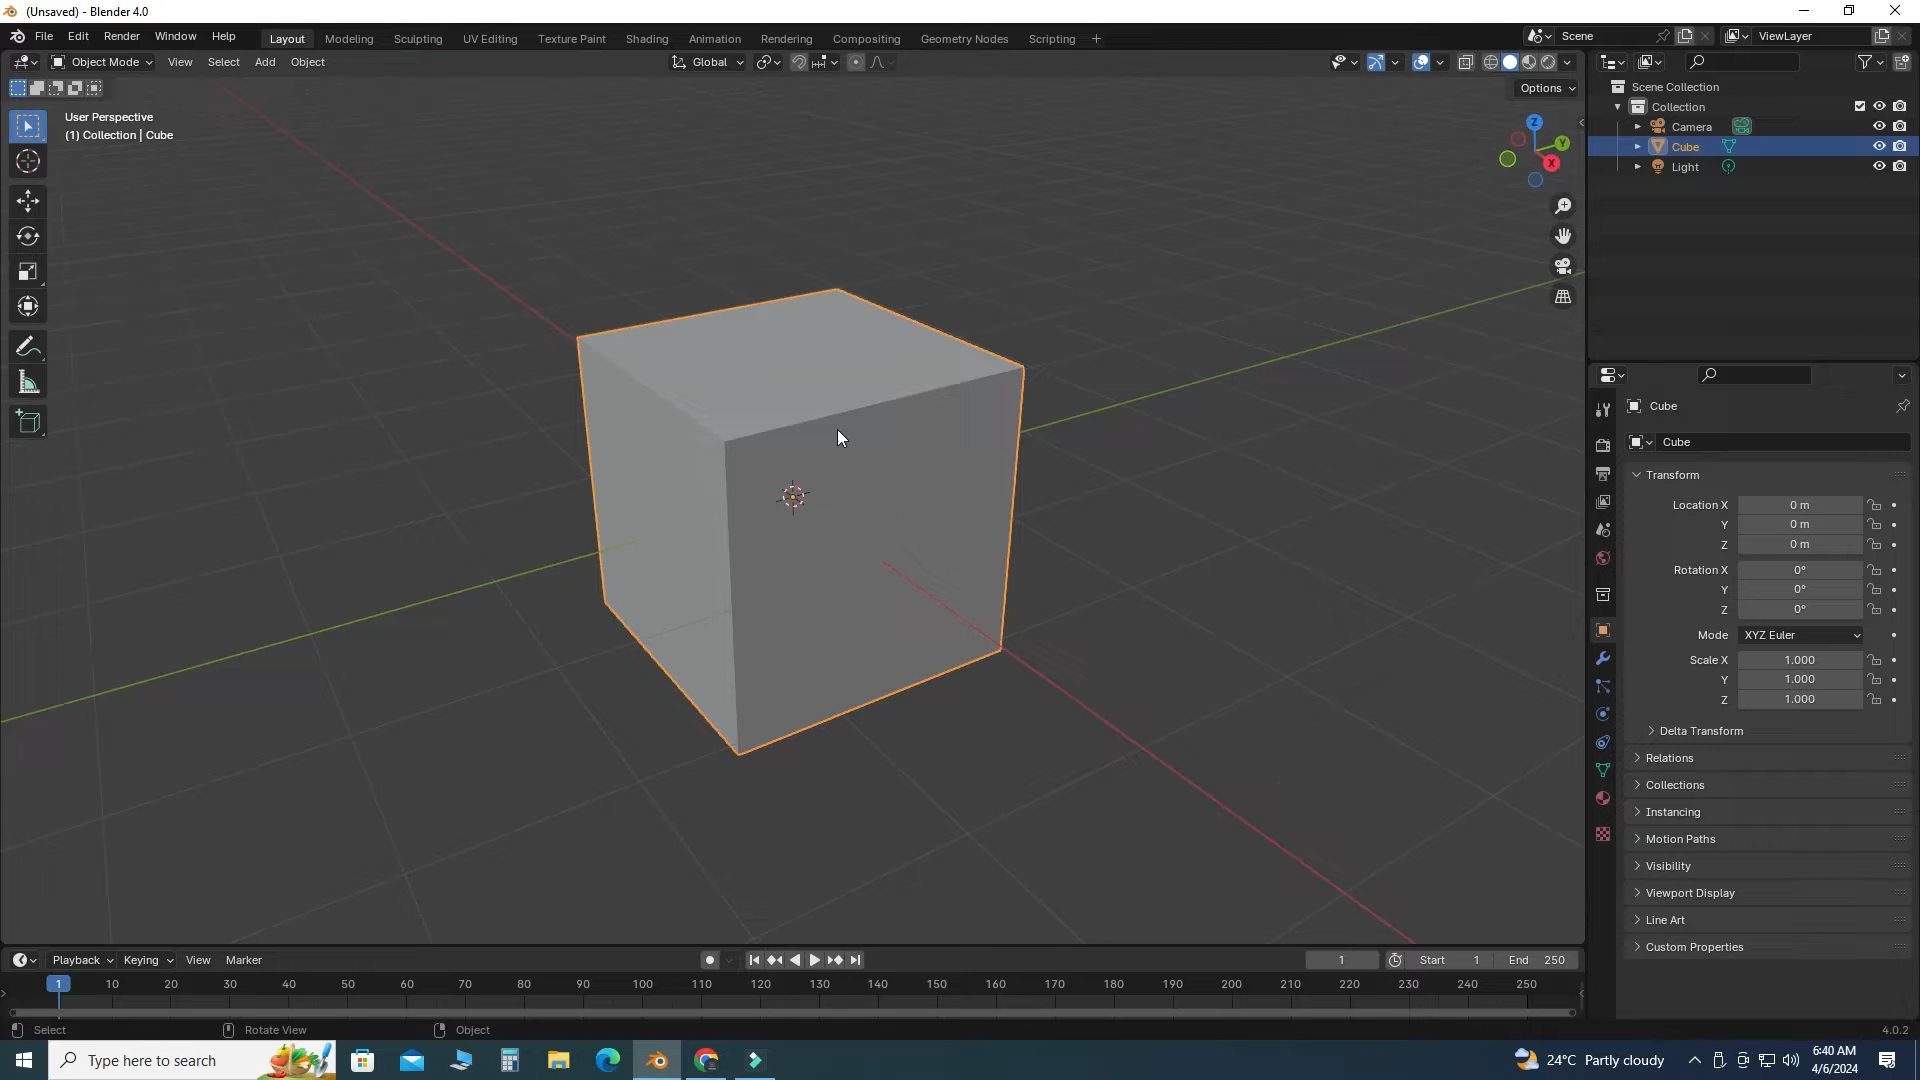 (Unsaved) - Blender 4.0
File Edit Render Window Help Layout Modeling Sculpting UV Editing Texture Paint Shading Animation Rendering Compositing Geometry Nodes Scripting + Scene ViewLayer
Object Mode View Select Add Object Global
Options
User Perspective
(1) Collection | Cube
Z
Y
X
Scene Collection
Collection
Camera
Cube
Light
Cube
Cube
Transform
Location X 0 m
Y 0 m
Z 0 m
Rotation X 0°
Y 0°
Z 0°
Mode XYZ Euler
Scale X 1.000
Y 1.000
Z 1.000
Delta Transform
Relations
Collections
Instancing
Motion Paths
Visibility
Viewport Display
Line Art
Custom Properties
Playback Keying View Marker 1 Start 1 End 250
1 10 20 30 40 50 60 70 80 90 100 110 120 130 140 150 160 170 180 190 200 210 220 230 240 250
Select Rotate View Object 4.0.2
Type here to search 24°C Partly cloudy 6:40 AM
4/6/2024